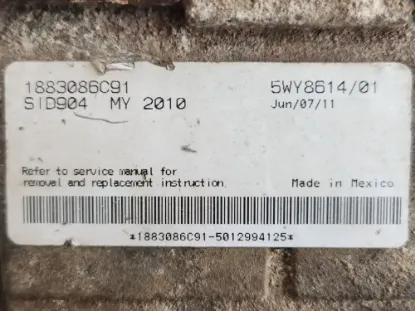 1883086C91 5WY8614/01
SID904 MY 2010 Jun/07/11
Refer to service manual for
removal and replacement instruction. Made in Mexico
*1883086C91-5012994125*